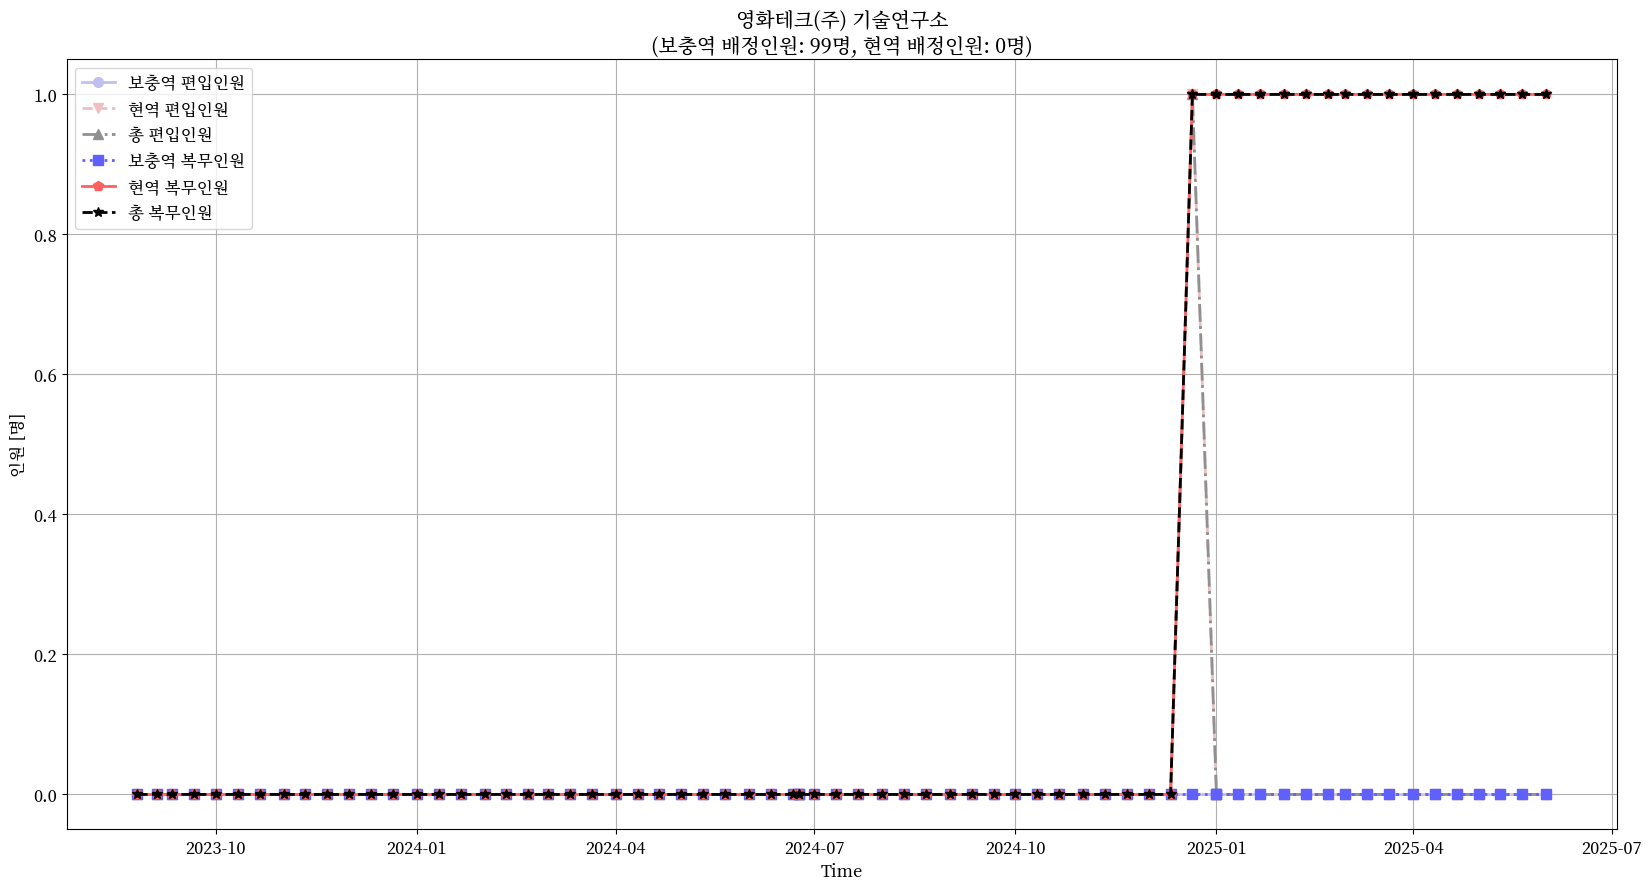 영화테크(주) 기술연구소
(보충역 배정인원: 99명, 현역 배정인원: 0명)
보충역 편입인원
현역 편입인원
총 편입인원
보충역 복무인원
현역 복무인원
총 복무인원
1.0
0.8
0.6
0.4
0.2
0.0
인원 [명]
2023-10
2024-01
2024-04
2024-07
2024-10
2025-01
2025-04
2025-07
Time